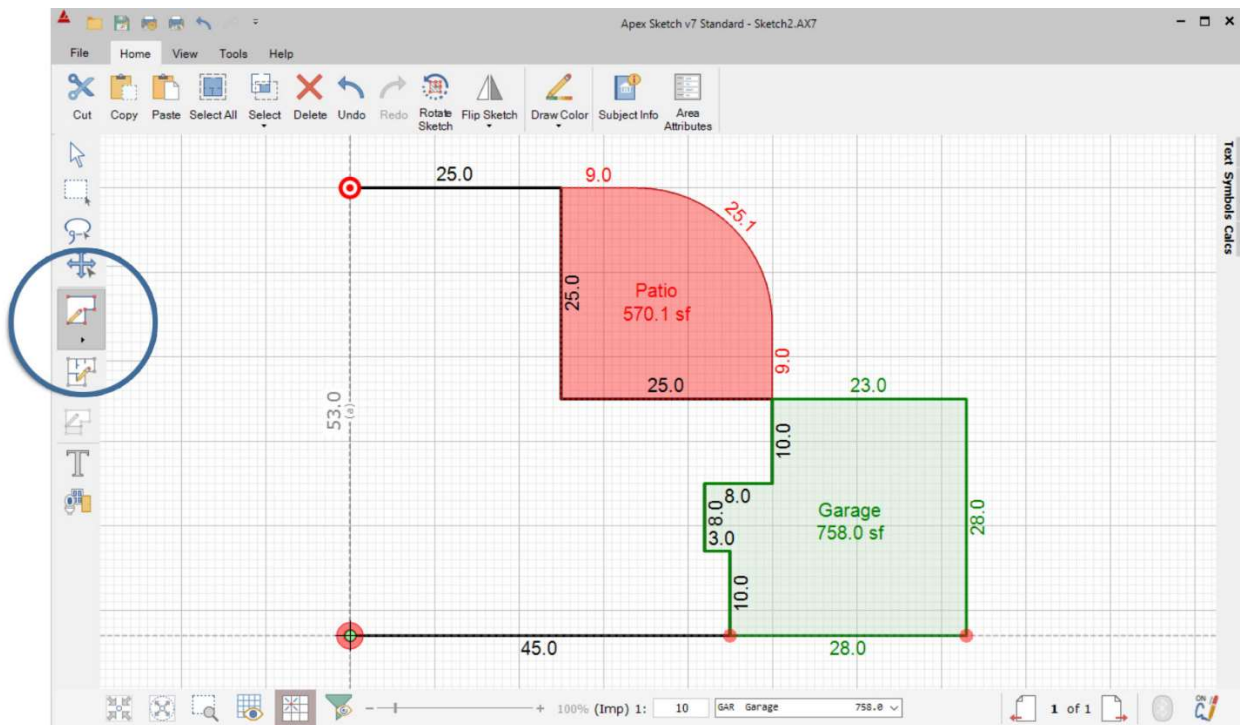 Apex Sketch v7 Standard - Sketch2.AX7
File Home View Tools Help
Cut Copy Paste Select All Select Delete Undo Redo Rotate Sketch Flip Sketch Draw Color Subject Info Area Attributes
Text Symbols Calcs
25.0 9.0
25.1
25.0
Patio
570.1 sf
9.0
25.0 23.0
53.0
(a)
10.0
8.0
8.0
Garage
758.0 sf
28.0
3.0
10.0
45.0 28.0
T
100% (Imp) 1: 10 GAR Garage 758.0 1 of 1 ON